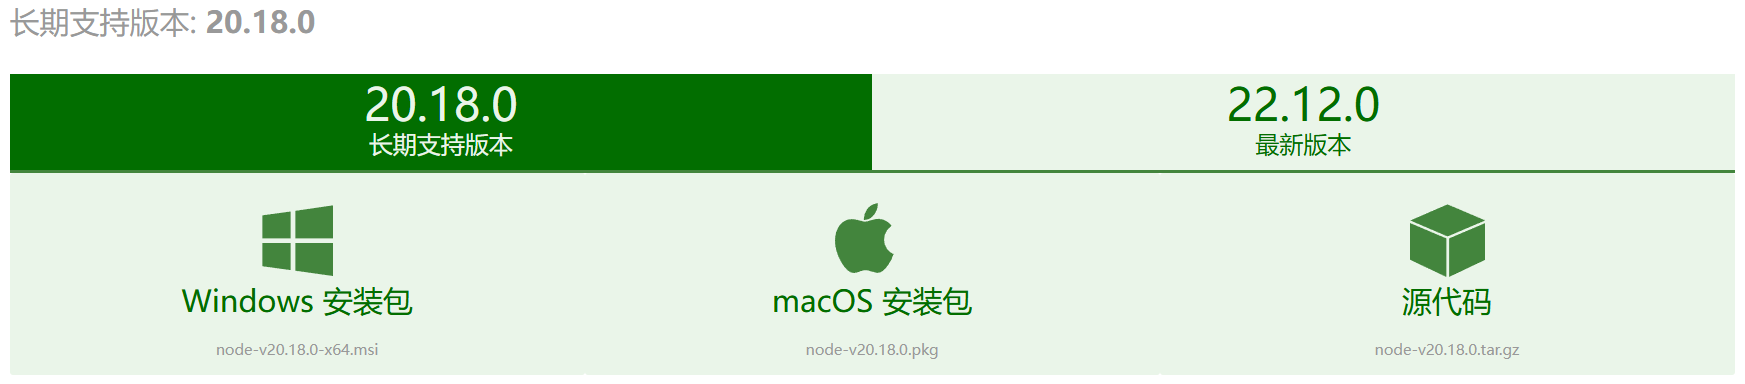 长期支持版本: 20.18.0
20.18.0
长期支持版本
22.12.0
最新版本
Windows 安装包
node-v20.18.0-x64.msi
macOS 安装包
node-v20.18.0.pkg
源代码
node-v20.18.0.tar.gz